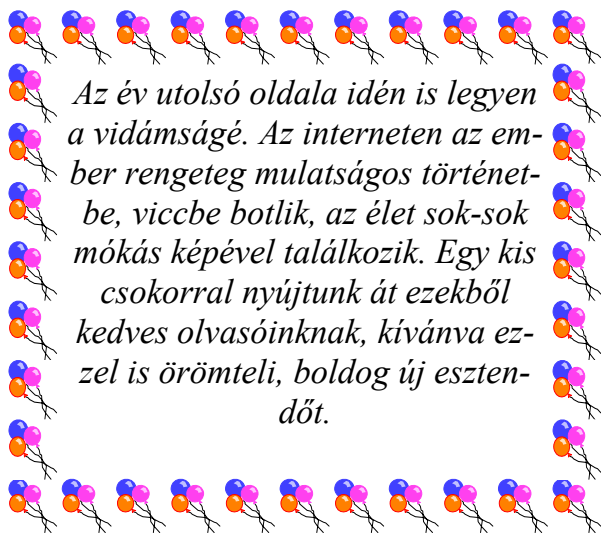 Az év utolsó oldala idén is legyen
a vidámságé. Az interneten az em-
ber rengeteg mulatságos történet-
be, viccbe botlik, az élet sok-sok
mókás képével találkozik. Egy kis
csokorral nyújtunk át ezekből
kedves olvasóinknak, kívánva ez-
zel is örömteli, boldog új eszten-
dőt.